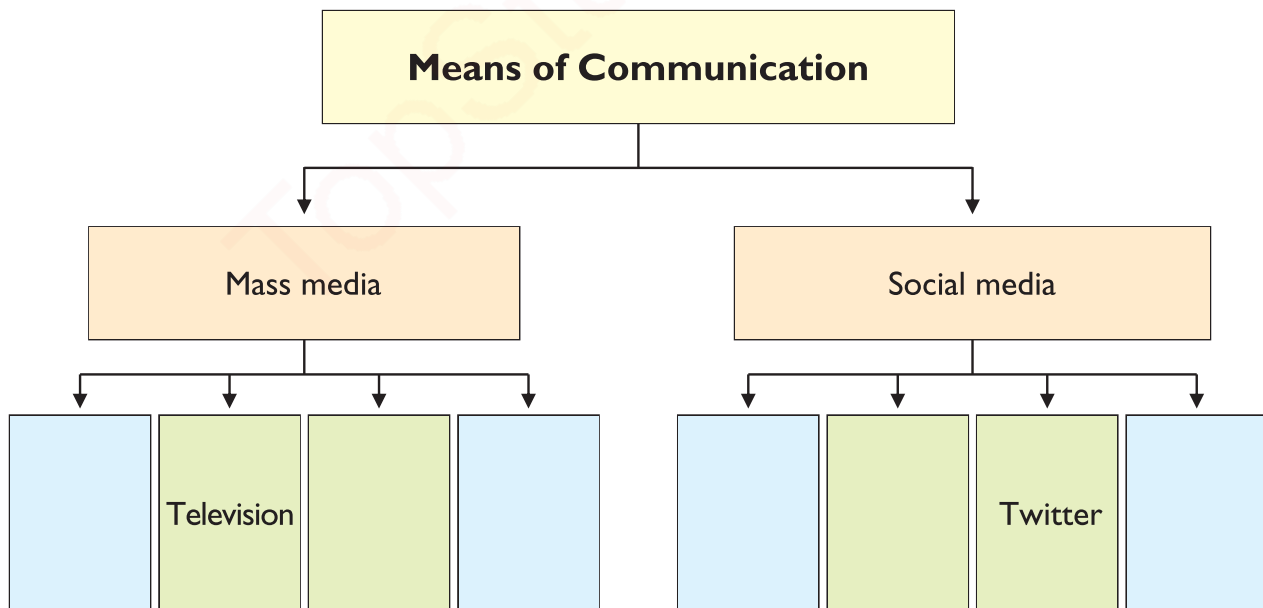 Means of Communication
Mass media
Social media
Television
Twitter